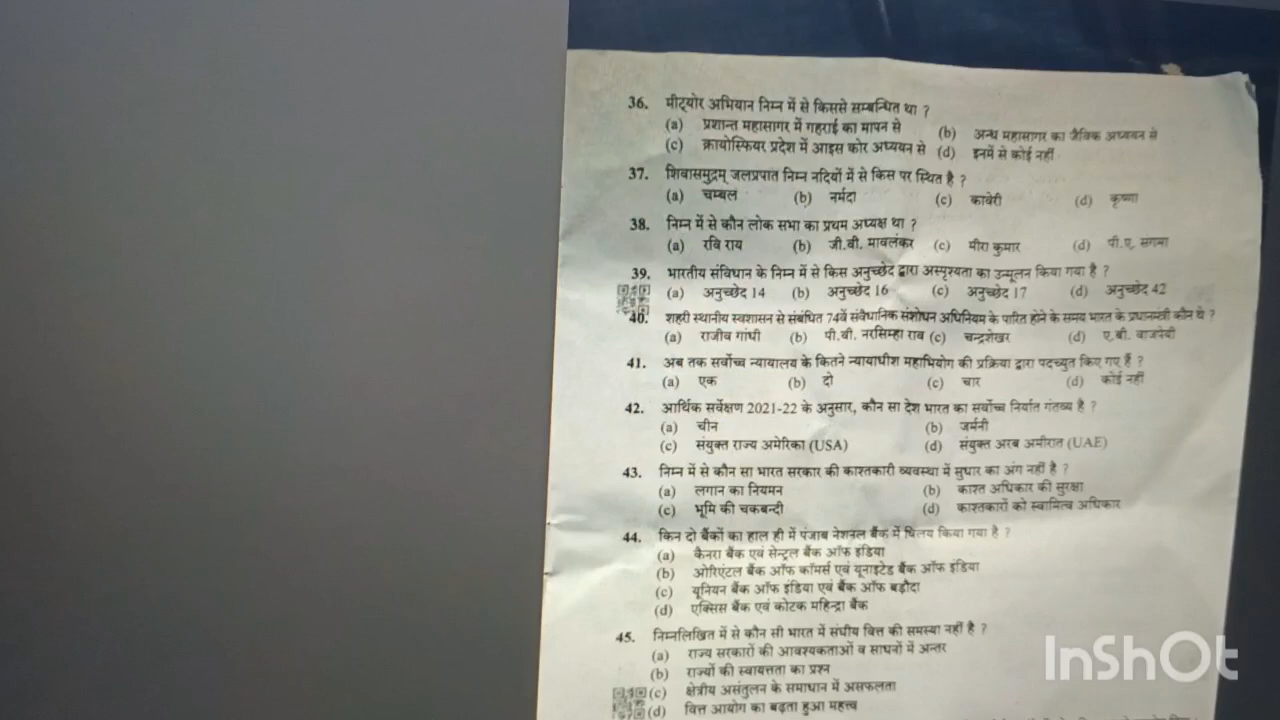 36. मीट्योर अभियान निम्न में से किससे सम्बन्धित था ?
(a) प्रशान्त महासागर में गहराई का मापन से (b) अन्ध महासागर का जैविक अध्ययन से
(c) क्रायोस्फियर प्रदेश में आइस कोर अध्ययन से (d) इनमें से कोई नहीं
37. शिवासमुद्रम् जलप्रपात निम्न नदियों में से किस पर स्थित है ?
(a) चम्बल (b) नर्मदा (c) कावेरी (d) कृष्णा
38. निम्न में से कौन लोक सभा का प्रथम अध्यक्ष था ?
(a) रवि राय (b) जी.वी. मावलंकर (c) मीरा कुमार (d) पी.ए. संगमा
39. भारतीय संविधान के निम्न में से किस अनुच्छेद द्वारा अस्पृश्यता का उन्मूलन किया गया है ?
(a) अनुच्छेद 14 (b) अनुच्छेद 16 (c) अनुच्छेद 17 (d) अनुच्छेद 42
40. शहरी स्थानीय स्वशासन से संबंधित 74वें संवैधानिक संशोधन अधिनियम के पारित होने के समय भारत के प्रधानमंत्री कौन थे ?
(a) राजीव गांधी (b) पी.वी. नरसिम्हा राव (c) चन्द्रशेखर (d) ए.बी. वाजपेयी
41. अब तक सर्वोच्च न्यायालय के कितने न्यायाधीश महाभियोग की प्रक्रिया द्वारा पदच्युत किए गए हैं ?
(a) एक (b) दो (c) चार (d) कोई नहीं
42. आर्थिक सर्वेक्षण 2021-22 के अनुसार, कौन सा देश भारत का सर्वोच्च निर्यात गंतव्य है ?
(a) चीन (b) जर्मनी
(c) संयुक्त राज्य अमेरिका (USA) (d) संयुक्त अरब अमीरात (UAE)
43. निम्न में से कौन सा भारत सरकार की काश्तकारी व्यवस्था में सुधार का अंग नहीं है ?
(a) लगान का नियमन (b) काश्त अधिकार की सुरक्षा
(c) भूमि की चकबन्दी (d) काश्तकारों को स्वामित्व अधिकार
44. किन दो बैंकों का हाल ही में पंजाब नेशनल बैंक में विलय किया गया है ?
(a) कैनरा बैंक एवं सेन्ट्रल बैंक ऑफ इंडिया
(b) ओरिएंटल बैंक ऑफ कॉमर्स एवं यूनाइटेड बैंक ऑफ इंडिया
(c) यूनियन बैंक ऑफ इंडिया एवं बैंक ऑफ बड़ौदा
(d) एक्सिस बैंक एवं कोटक महिन्द्रा बैंक
45. निम्नलिखित में से कौन सी भारत में संघीय वित्त की समस्या नहीं है ?
(a) राज्य सरकारों की आवश्यकताओं व साधनों में अन्तर
(b) राज्यों की स्वायत्तता का प्रश्न
(c) क्षेत्रीय असंतुलन के समाधान में असफलता
(d) वित्त आयोग का बढ़ता हुआ महत्त्व
InShOt